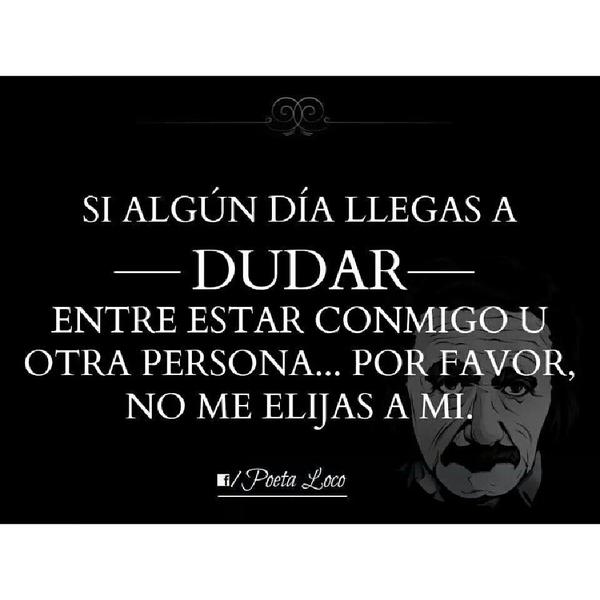 SI ALGÚN DÍA LLEGAS A
DUDAR
ENTRE ESTAR CONMIGO U
OTRA PERSONA... POR FAVOR,
NO ME ELIJAS A MI.
f/Poeta Loco